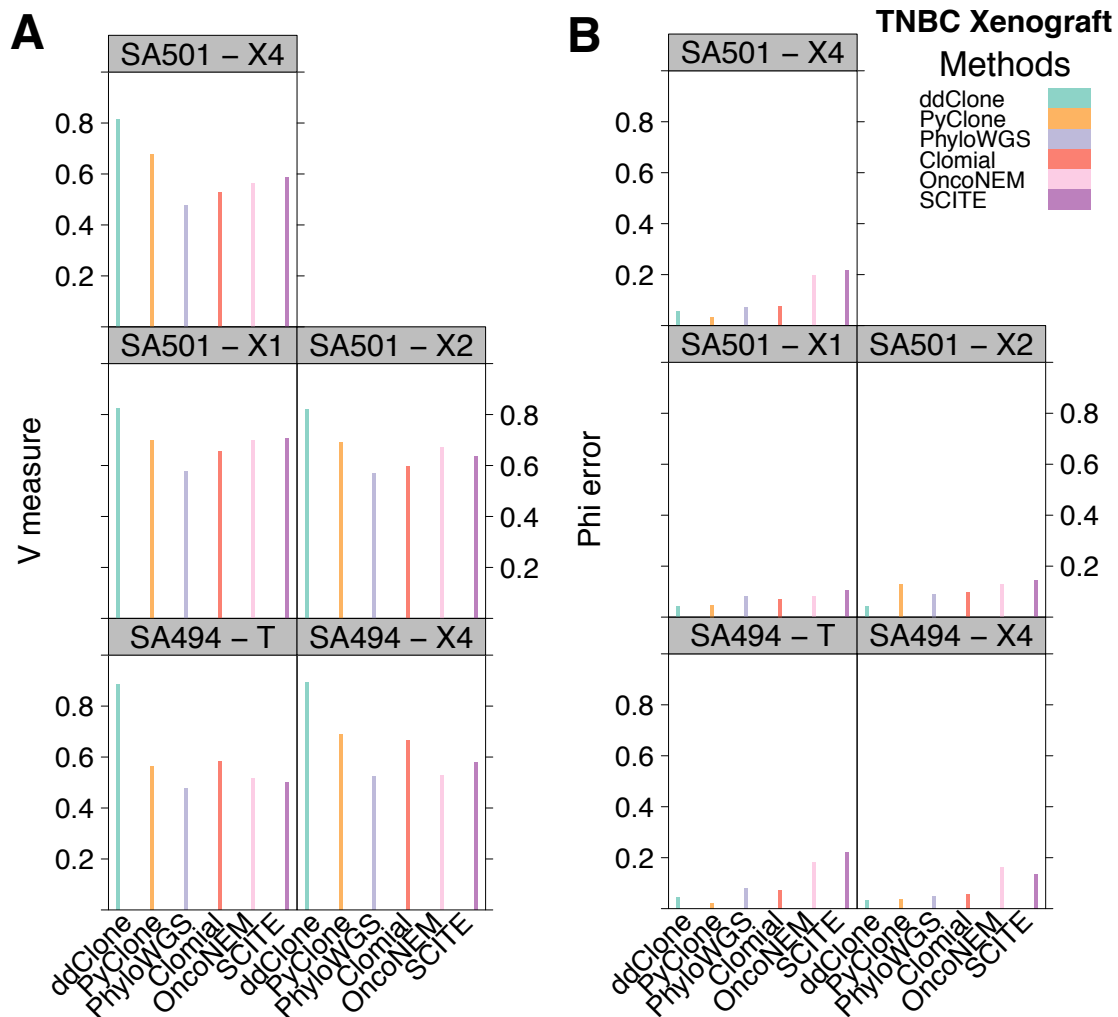 A
SA501 – X4
0.8
0.6
0.4
0.2
SA501 – X1
SA501 – X2
0.8
0.6
0.4
0.2
V measure
SA494 – T
SA494 – X4
0.8
0.6
0.4
0.2
ddClone
PyClone
PhyloWGS
Clomial
OncoNEM
SCITE
ddClone
PyClone
PhyloWGS
Clomial
OncoNEM
SCITE
B
TNBC Xenograft
Methods
ddClone
PyClone
PhyloWGS
Clomial
OncoNEM
SCITE
SA501 – X4
0.8
0.6
0.4
0.2
SA501 – X1
SA501 – X2
0.8
0.6
0.4
0.2
Phi error
SA494 – T
SA494 – X4
0.8
0.6
0.4
0.2
ddClone
PyClone
PhyloWGS
Clomial
OncoNEM
SCITE
ddClone
PyClone
PhyloWGS
Clomial
OncoNEM
SCITE